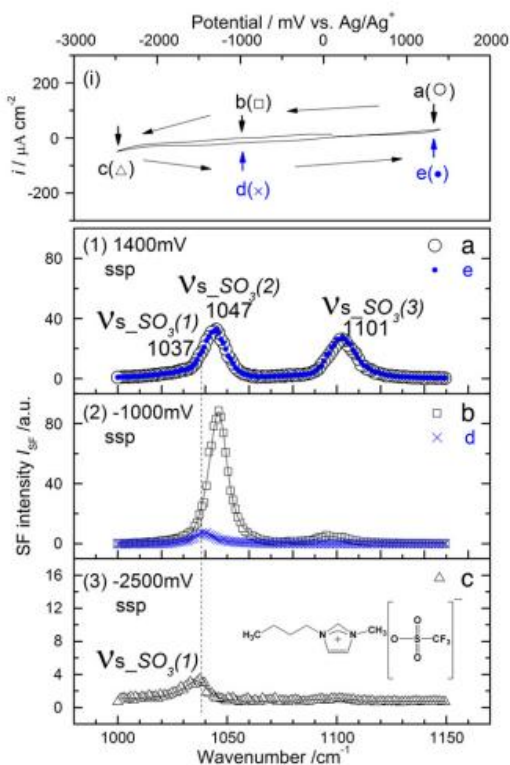 Potential / mV vs. Ag/Ag⁺
-3000 -2000 -1000 0 1000 2000
(i)
200
0
-200
i / μA cm⁻²
a(○)
b(□)
c(△)
d(×)
e(●)
(1) 1400mV
ssp
○ a
● e
νs_SO₃(1)
1037
νs_SO₃(2)
1047
νs_SO₃(3)
1101
80
40
0
(2) -1000mV
ssp
□ b
× d
80
40
0
SF intensity I_SF /a.u.
(3) -2500mV
ssp
△ c
νs_SO₃(1)
16
12
8
4
0
H₃C N + N CH₃ O S O O CF₃ −
1000 1050 1100 1150
Wavenumber /cm⁻¹